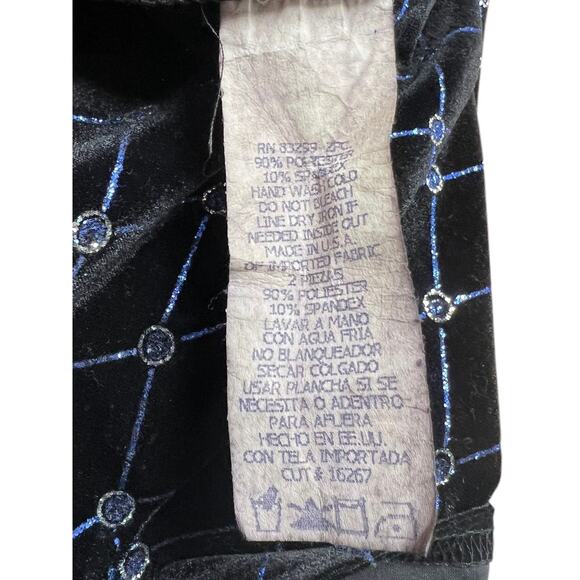 RN 83299 2PC
90% POLYESTER
10% SPANDEX
HAND WASH COLD
DO NOT BLEACH
LINE DRY IRON IF
NEEDED INSIDE OUT
MADE IN U.S.A.
OF IMPORTED FABRIC
2 PIEZAS
90% POLIESTER
10% SPANDEX
LAVAR A MANO
CON AGUA FRIA
NO BLANQUEADOR
SECAR COLGADO
USAR PLANCHA SI SE
NECESITA O ADENTRO
PARA AFUERA
HECHO EN EE.UU.
CON TELA IMPORTADA
CUT # 16267